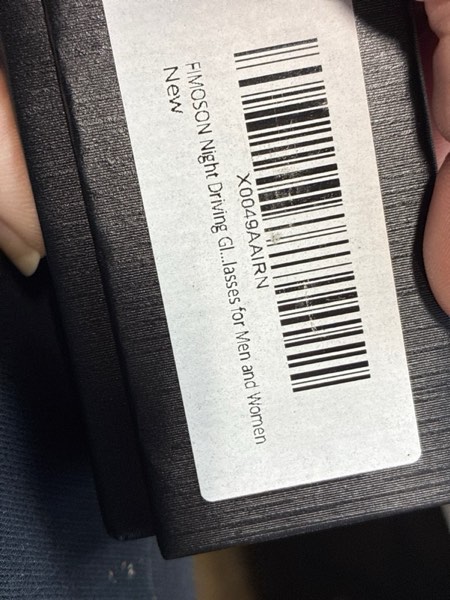 X0049AAIRN
FIMOSON Night Driving Gl...lasses for Men and Women
New